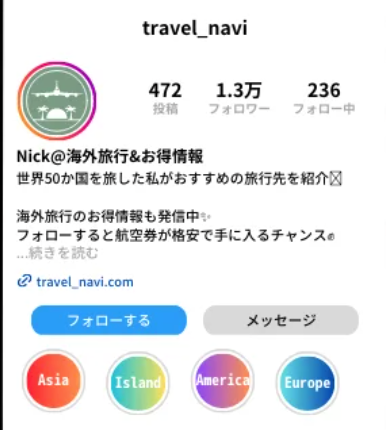 travel_navi
472 1.3万 236
投稿 フォロワー フォロー中
Nick@海外旅行&お得情報
世界50か国を旅した私がおすすめの旅行先を紹介
海外旅行のお得情報も発信中✨
フォローすると航空券が格安で手に入るチャンス✊
...続きを読む
travel_navi.com
フォローする メッセージ
Asia Island America Europe